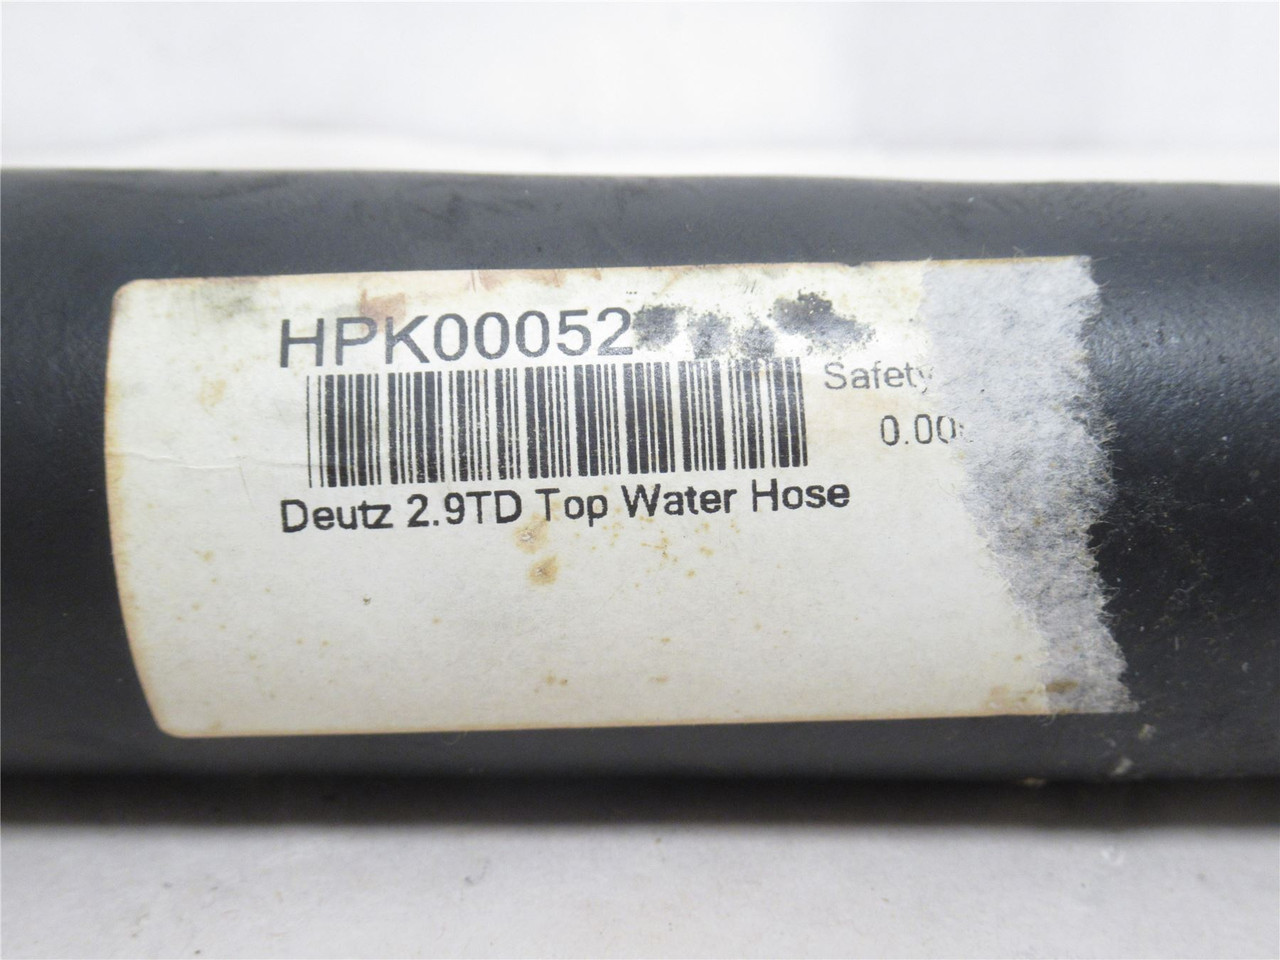 HPK00052
Safety
0.00
Deutz 2.9TD Top Water Hose